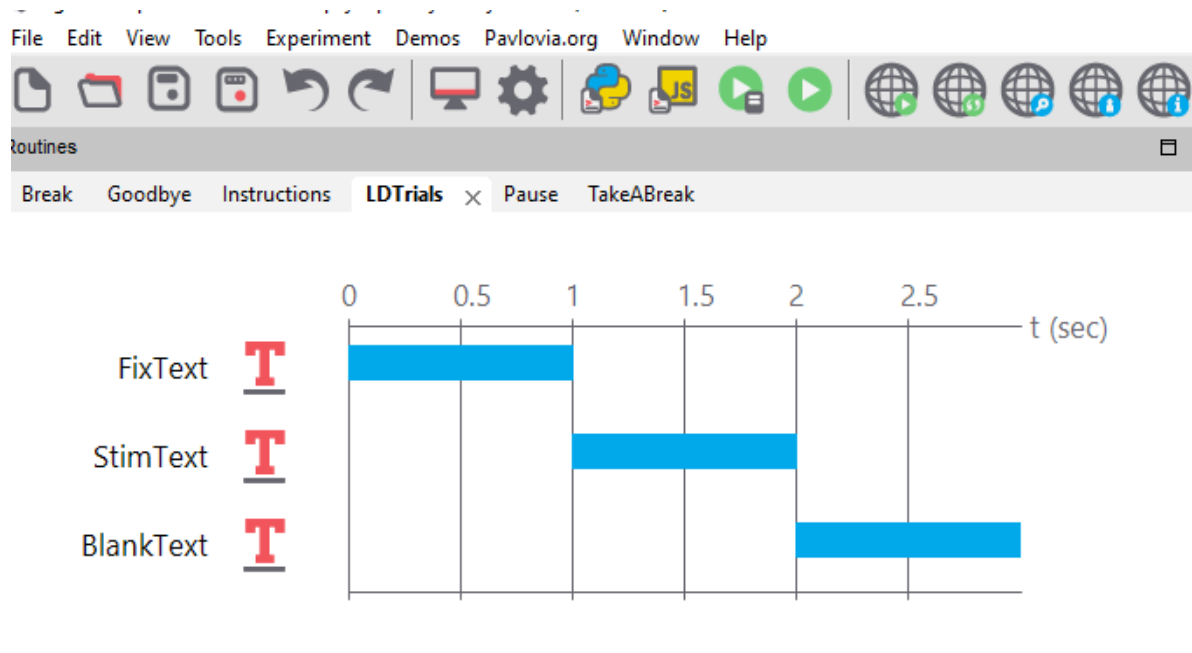 File Edit View Tools Experiment Demos Pavlovia.org Window Help
JS
Routines
Break Goodbye Instructions LDTrials Pause TakeABreak
0 0.5 1 1.5 2 2.5
t (sec)
FixText T
StimText T
BlankText T